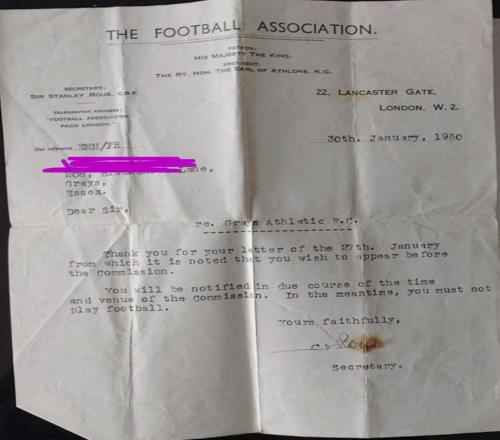 THE FOOTBALL ASSOCIATION.
PATRON:
HIS MAJESTY THE KING.
PRESIDENT:
THE RT. HON. THE EARL OF ATHLONE, K.G.
SECRETARY:
SIR STANLEY ROUS, C.B.E.
TELEGRAPHIC ADDRESS:
"FOOTBALL ASSOCIATION
PADD LONDON."
22, LANCASTER GATE,
LONDON. W. 2.
Our reference
30th. January, 1950
Lane,
Grays,
Essex.
Dear Sir,
re. Grays Athletic F.C.
Thank you for your letter of the 27th. January
from which it is noted that you wish to appear before
the Commission.
You will be notified in due course of the time
and venue of the Commission. In the meantime, you must not
play football.
Yours faithfully,
Secretary.